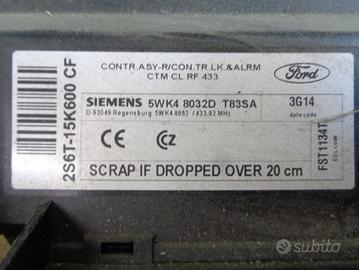 CONTR.ASY-R/CON.TR.LK.&ALRM
CTM CL RF 433
Ford
SIEMENS 5WK4 8032D T83SA
D-93049 Regensburg 5WK4 8862 / 433.92 MHz
3G14
date code
CE
SCRAP IF DROPPED OVER 20 cm
2S6T-15K600 CF
FST1134T
subito